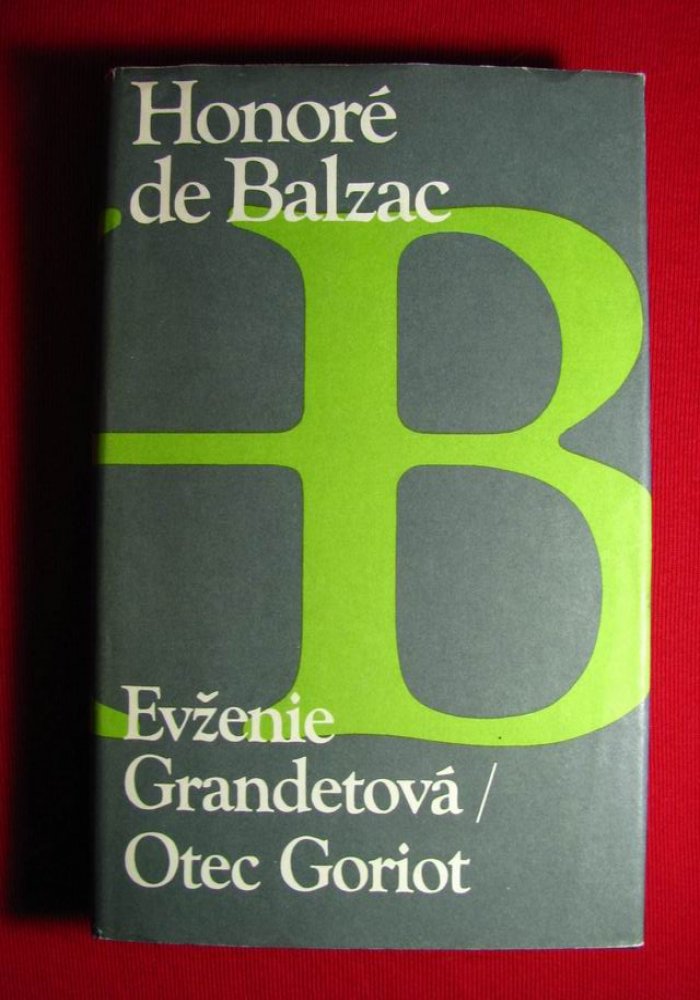 Honoré
de Balzac
B
Evženie
Grandetová /
Otec Goriot